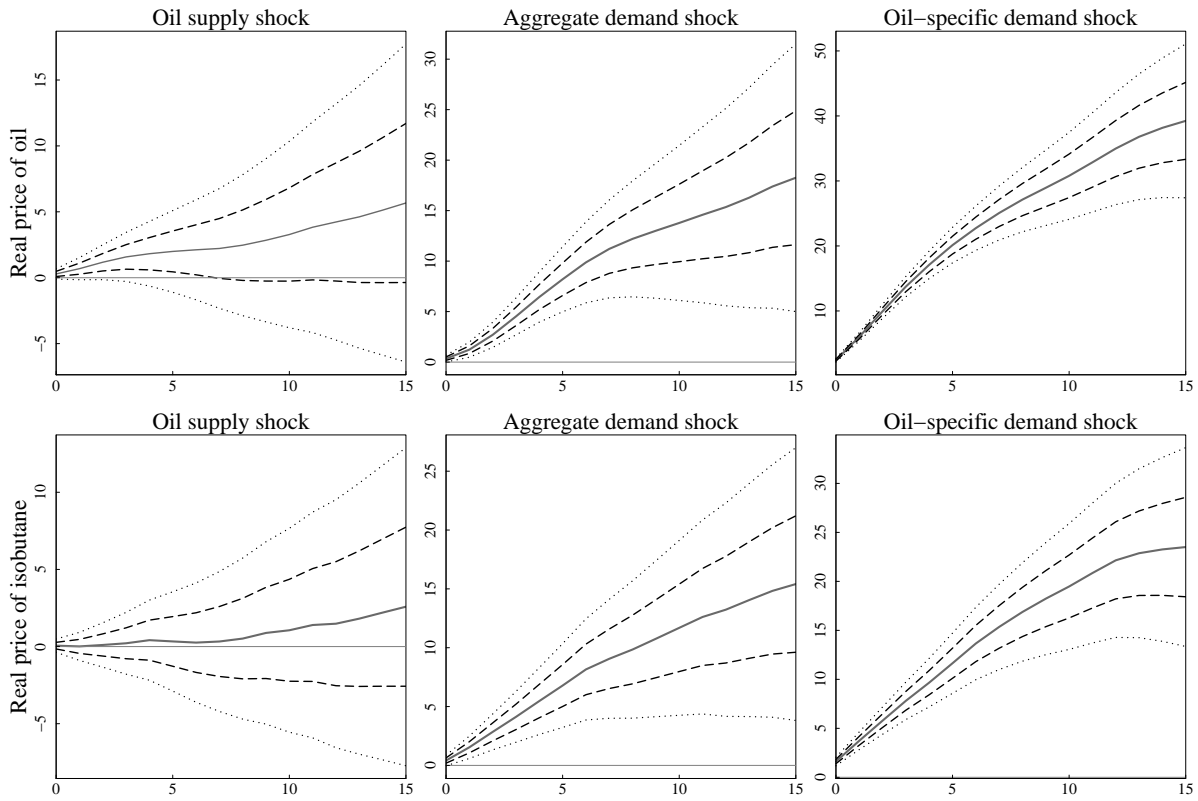 Oil supply shock
Aggregate demand shock
Oil−specific demand shock
Real price of oil
15
10
5
0
−5
30
25
20
15
10
5
0
50
40
30
20
10
0 5 10 15
0 5 10 15
0 5 10 15
Oil supply shock
Aggregate demand shock
Oil−specific demand shock
Real price of isobutane
10
5
0
−5
25
20
15
10
5
0
30
25
20
15
10
5
0
0 5 10 15
0 5 10 15
0 5 10 15